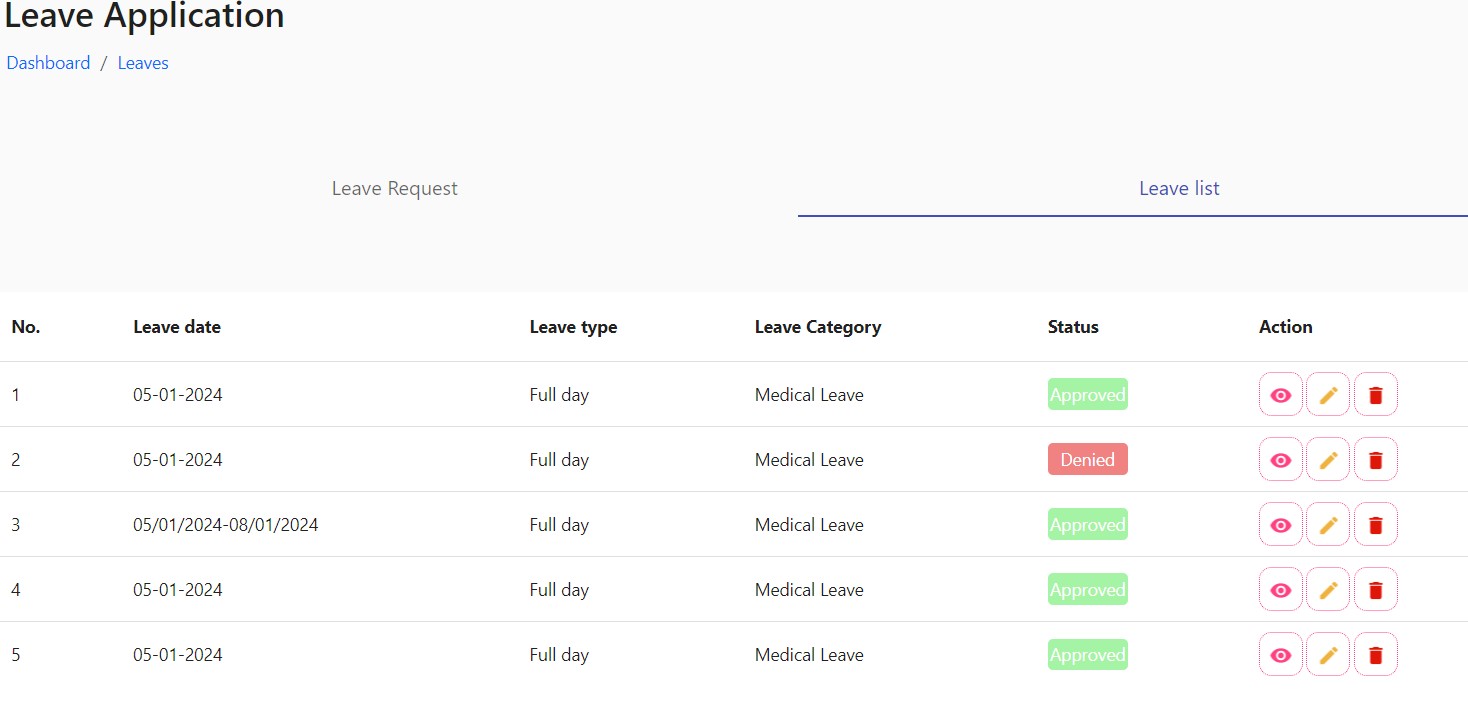 Leave Application
Dashboard / Leaves
Leave Request Leave list
No. Leave date Leave type Leave Category Status Action
1 05-01-2024 Full day Medical Leave Approved
2 05-01-2024 Full day Medical Leave Denied
3 05/01/2024-08/01/2024 Full day Medical Leave Approved
4 05-01-2024 Full day Medical Leave Approved
5 05-01-2024 Full day Medical Leave Approved